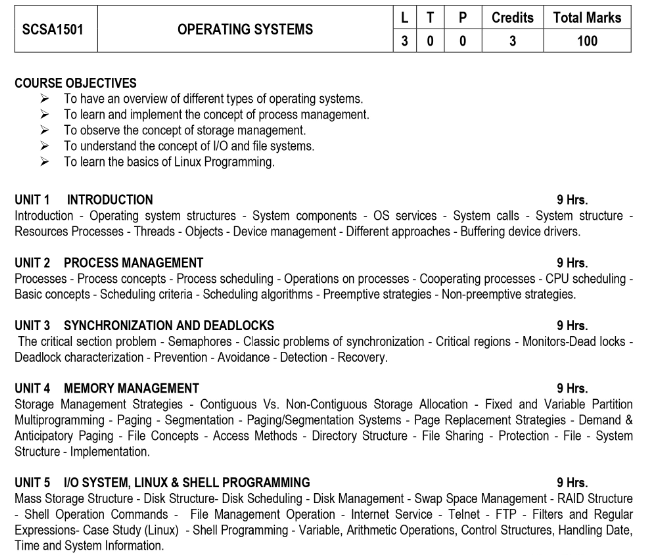 SCSA1501 OPERATING SYSTEMS L T P Credits Total Marks
3 0 0 3 100
COURSE OBJECTIVES
➢ To have an overview of different types of operating systems.
➢ To learn and implement the concept of process management.
➢ To observe the concept of storage management.
➢ To understand the concept of I/O and file systems.
➢ To learn the basics of Linux Programming.
UNIT 1 INTRODUCTION 9 Hrs.
Introduction - Operating system structures - System components - OS services - System calls - System structure -
Resources Processes - Threads - Objects - Device management - Different approaches - Buffering device drivers.
UNIT 2 PROCESS MANAGEMENT 9 Hrs.
Processes - Process concepts - Process scheduling - Operations on processes - Cooperating processes - CPU scheduling -
Basic concepts - Scheduling criteria - Scheduling algorithms - Preemptive strategies - Non-preemptive strategies.
UNIT 3 SYNCHRONIZATION AND DEADLOCKS 9 Hrs.
The critical section problem - Semaphores - Classic problems of synchronization - Critical regions - Monitors-Dead locks -
Deadlock characterization - Prevention - Avoidance - Detection - Recovery.
UNIT 4 MEMORY MANAGEMENT 9 Hrs.
Storage Management Strategies - Contiguous Vs. Non-Contiguous Storage Allocation - Fixed and Variable Partition
Multiprogramming - Paging - Segmentation - Paging/Segmentation Systems - Page Replacement Strategies - Demand &
Anticipatory Paging - File Concepts - Access Methods - Directory Structure - File Sharing - Protection - File - System
Structure - Implementation.
UNIT 5 I/O SYSTEM, LINUX & SHELL PROGRAMMING 9 Hrs.
Mass Storage Structure - Disk Structure- Disk Scheduling - Disk Management - Swap Space Management - RAID Structure
- Shell Operation Commands - File Management Operation - Internet Service - Telnet - FTP - Filters and Regular
Expressions- Case Study (Linux) - Shell Programming - Variable, Arithmetic Operations, Control Structures, Handling Date,
Time and System Information.